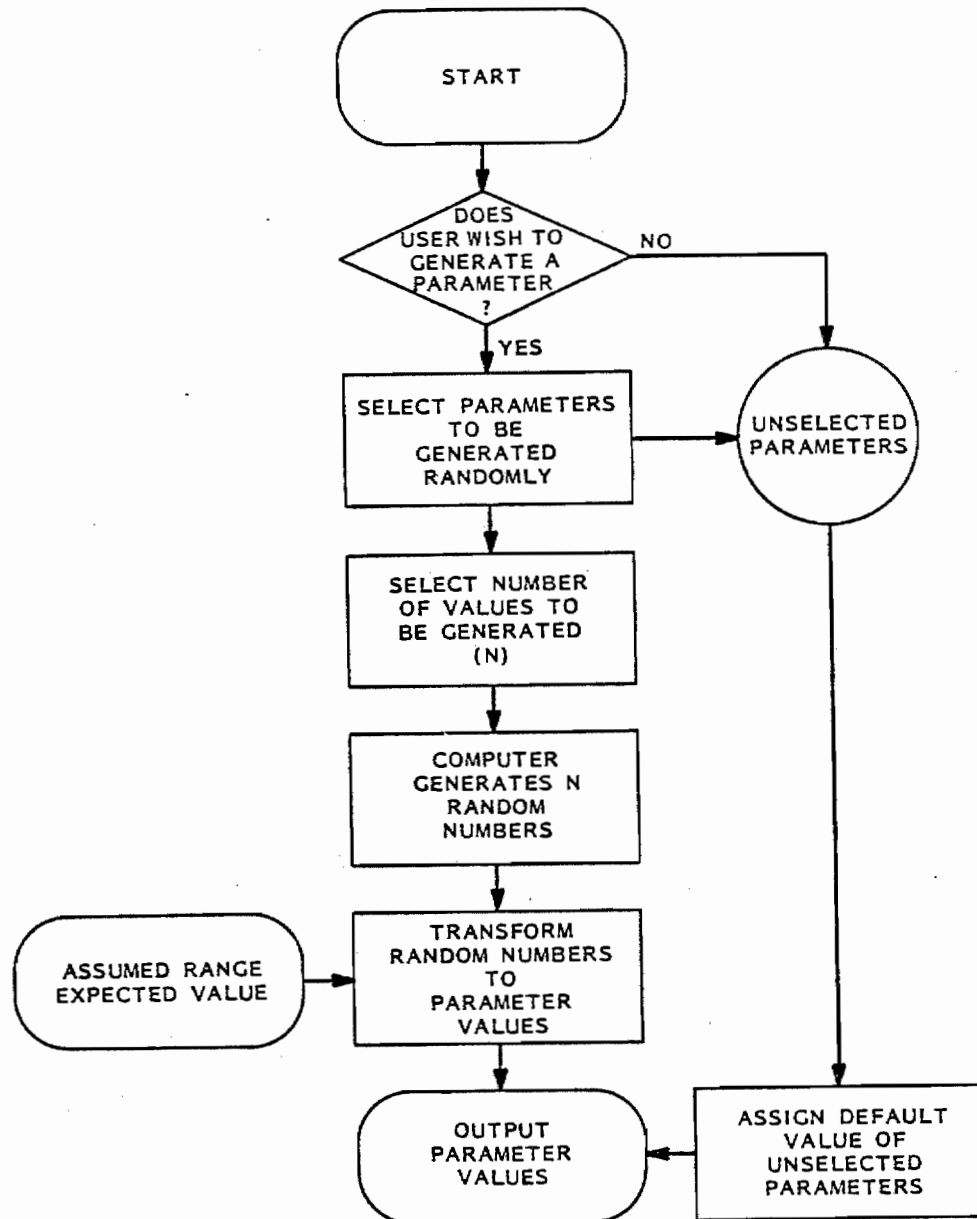 START
DOES
USER WISH TO
GENERATE A
PARAMETER
?
NO
YES
SELECT PARAMETERS
TO BE
GENERATED
RANDOMLY
UNSELECTED
PARAMETERS
SELECT NUMBER
OF VALUES TO
BE GENERATED
(N)
COMPUTER
GENERATES N
RANDOM
NUMBERS
ASSUMED RANGE
EXPECTED VALUE
TRANSFORM
RANDOM NUMBERS
TO
PARAMETER
VALUES
OUTPUT
PARAMETER
VALUES
ASSIGN DEFAULT
VALUE OF
UNSELECTED
PARAMETERS